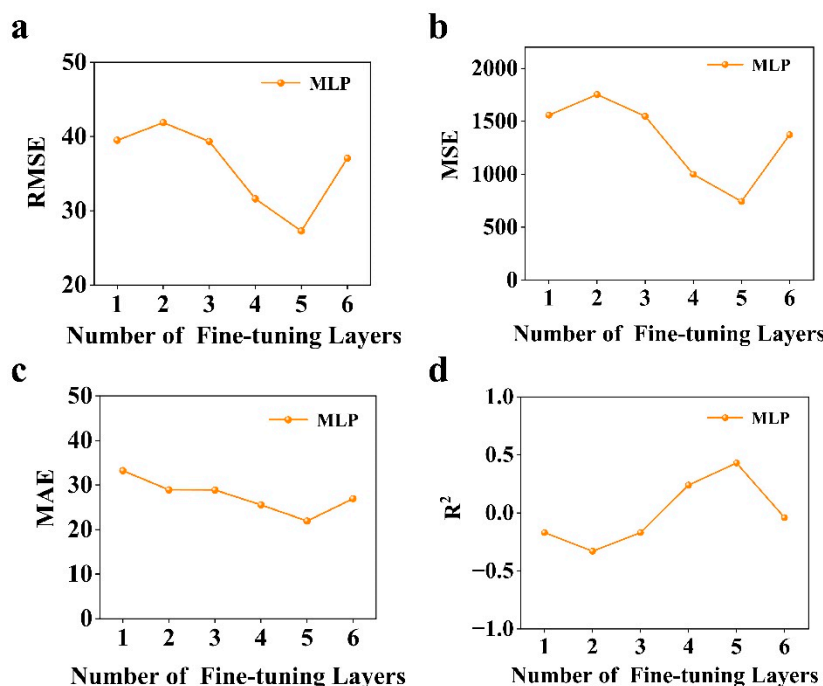 a
50
40
30
20
RMSE
MLP
1 2 3 4 5 6
Number of Fine-tuning Layers
b
2000
1500
1000
500
0
MSE
MLP
1 2 3 4 5 6
Number of Fine-tuning Layers
c
50
40
30
20
10
0
MAE
MLP
1 2 3 4 5 6
Number of Fine-tuning Layers
d
1.0
0.5
0.0
−0.5
−1.0
R²
MLP
1 2 3 4 5 6
Number of Fine-tuning Layers